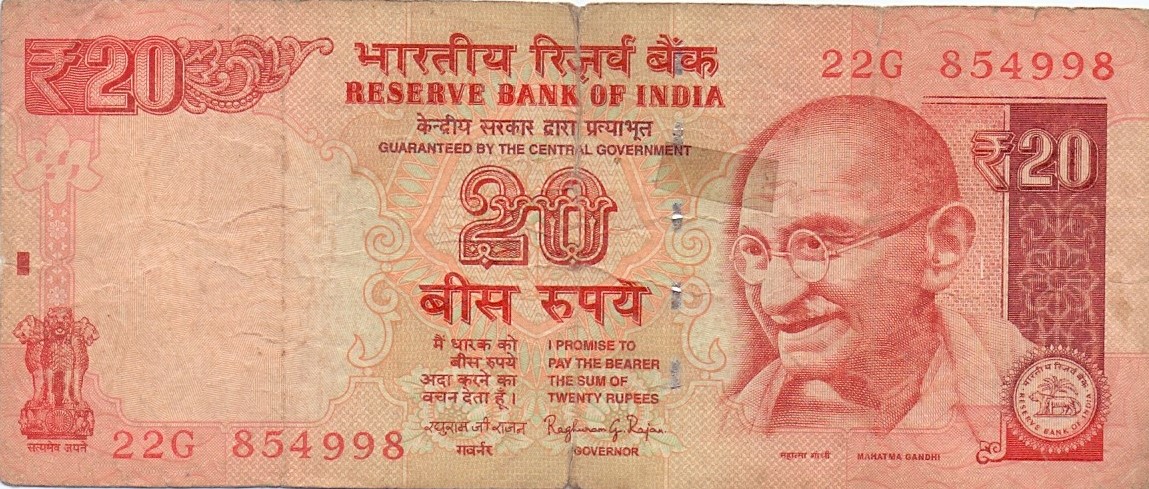 ₹20
भारतीय रिज़र्व बैंक
RESERVE BANK OF INDIA
केन्द्रीय सरकार द्वारा प्रत्याभूत
GUARANTEED BY THE CENTRAL GOVERNMENT
22G 854998
₹20
20
बीस रुपये
मैं धारक को
बीस रुपये
अदा करने का
वचन देता हूँ।
I PROMISE TO
PAY THE BEARER
THE SUM OF
TWENTY RUPEES
रघुराम जी राजन
Raghuram G. Rajan
गवर्नर
GOVERNOR
सत्यमेव जयते
22G 854998
महात्मा गांधी
MAHATMA GANDHI
भारतीय रिज़र्व बैंक
RESERVE BANK OF INDIA